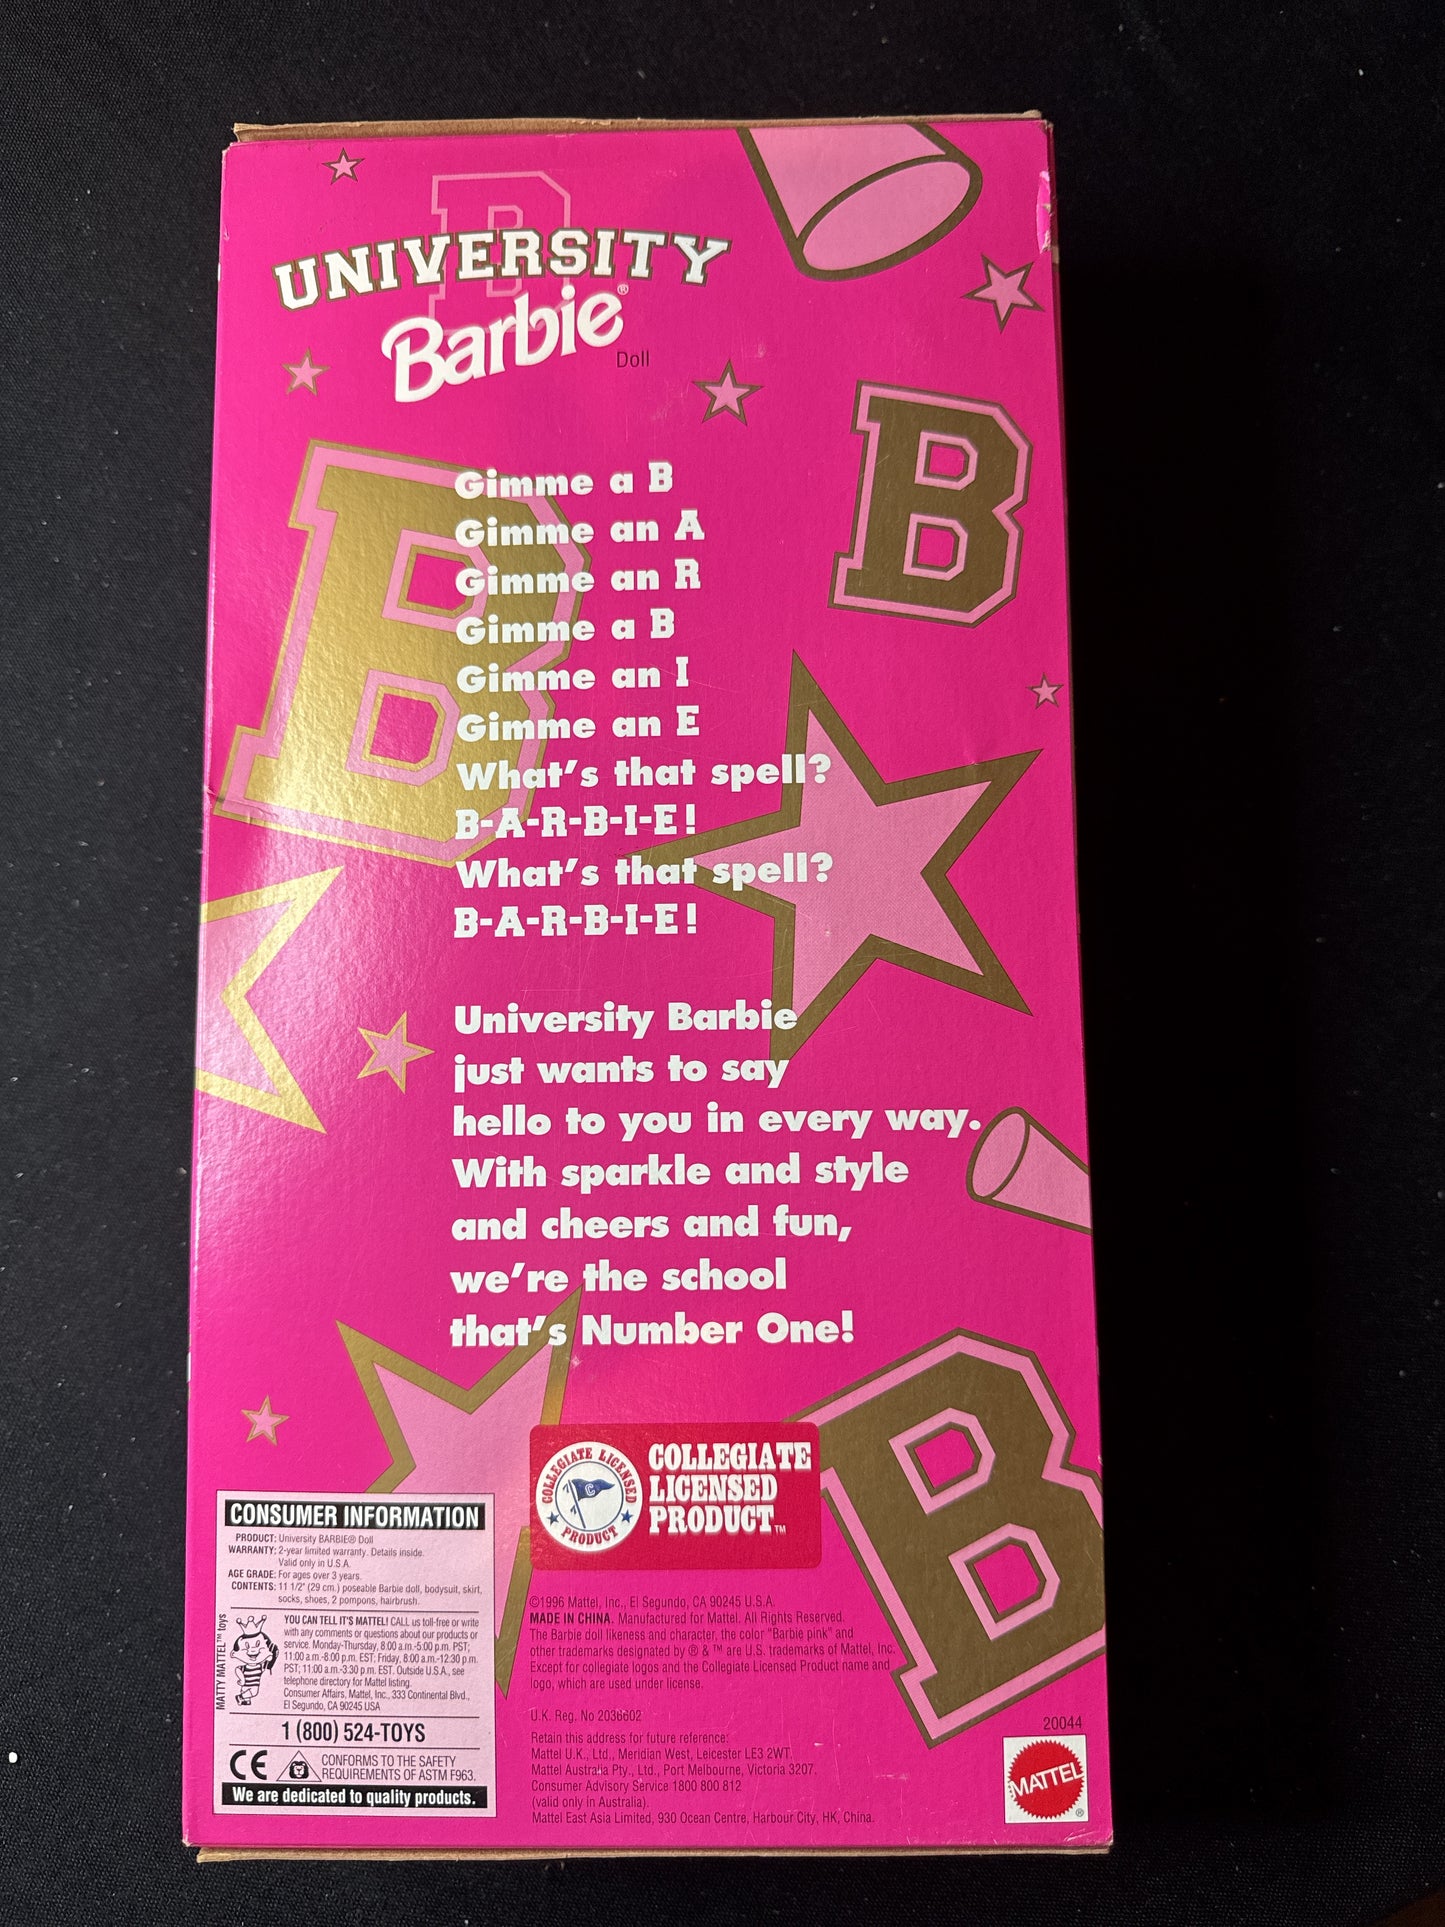 UNIVERSITY
Barbie®
Doll
Gimme a B
Gimme an A
Gimme an R
Gimme a B
Gimme an I
Gimme an E
What's that spell?
B-A-R-B-I-E!
What's that spell?
B-A-R-B-I-E!
University Barbie
just wants to say
hello to you in every way.
With sparkle and style
and cheers and fun,
we're the school
that's Number One!
COLLEGIATE LICENSED
C
PRODUCT
COLLEGIATE
LICENSED
PRODUCT™
CONSUMER INFORMATION
PRODUCT: University BARBIE® Doll
WARRANTY: 2-year limited warranty. Details inside.
Valid only in U.S.A.
AGE GRADE: For ages over 3 years.
CONTENTS: 11 1/2" (29 cm.) poseable Barbie doll, bodysuit, skirt,
socks, shoes, 2 pompons, hairbrush.
MATTY MATTEL™ toys
YOU CAN TELL IT'S MATTEL! CALL us toll-free or write
with any comments or questions about our products or
service. Monday-Thursday, 8:00 a.m.-5:00 p.m. PST;
11:00 a.m.-8:00 p.m. EST; Friday, 8:00 a.m.-12:30 p.m.
PST; 11:00 a.m.-3:30 p.m. EST. Outside U.S.A., see
telephone directory for Mattel listing.
Consumer Affairs, Mattel, Inc., 333 Continental Blvd.,
El Segundo, CA 90245 USA
1 (800) 524-TOYS
CE
CONFORMS TO THE SAFETY
REQUIREMENTS OF ASTM F963.
We are dedicated to quality products.
©1996 Mattel, Inc., El Segundo, CA 90245 U.S.A.
MADE IN CHINA. Manufactured for Mattel. All Rights Reserved.
The Barbie doll likeness and character, the color "Barbie pink" and
other trademarks designated by ® & ™ are U.S. trademarks of Mattel, Inc.
Except for collegiate logos and the Collegiate Licensed Product name and
logo, which are used under license.
U.K. Reg. No 2036602
Retain this address for future reference:
Mattel U.K., Ltd., Meridian West, Leicester LE3 2WT.
Mattel Australia Pty., Ltd., Port Melbourne, Victoria 3207.
Consumer Advisory Service 1800 800 812
(valid only in Australia).
Mattel East Asia Limited, 930 Ocean Centre, Harbour City, HK, China.
20044
MATTEL
®
B
B
B
B